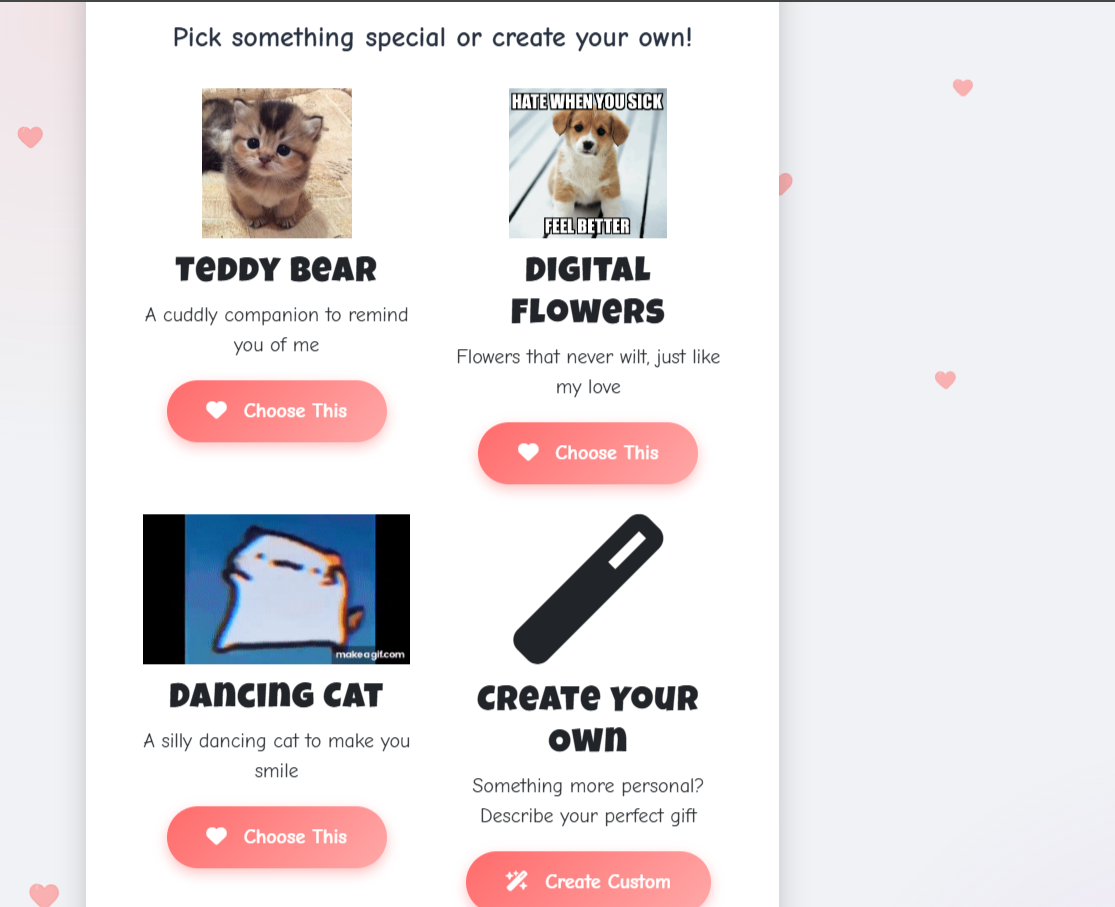 Pick something special or create your own!
HATE WHEN YOU SICK
FEEL BETTER
Teddy Bear
A cuddly companion to remind
you of me
Choose This
Digital
Flowers
Flowers that never wilt, just like
my love
Choose This
makeagif.com
Dancing Cat
A silly dancing cat to make you
smile
Choose This
Create Your
Own
Something more personal?
Describe your perfect gift
Create Custom